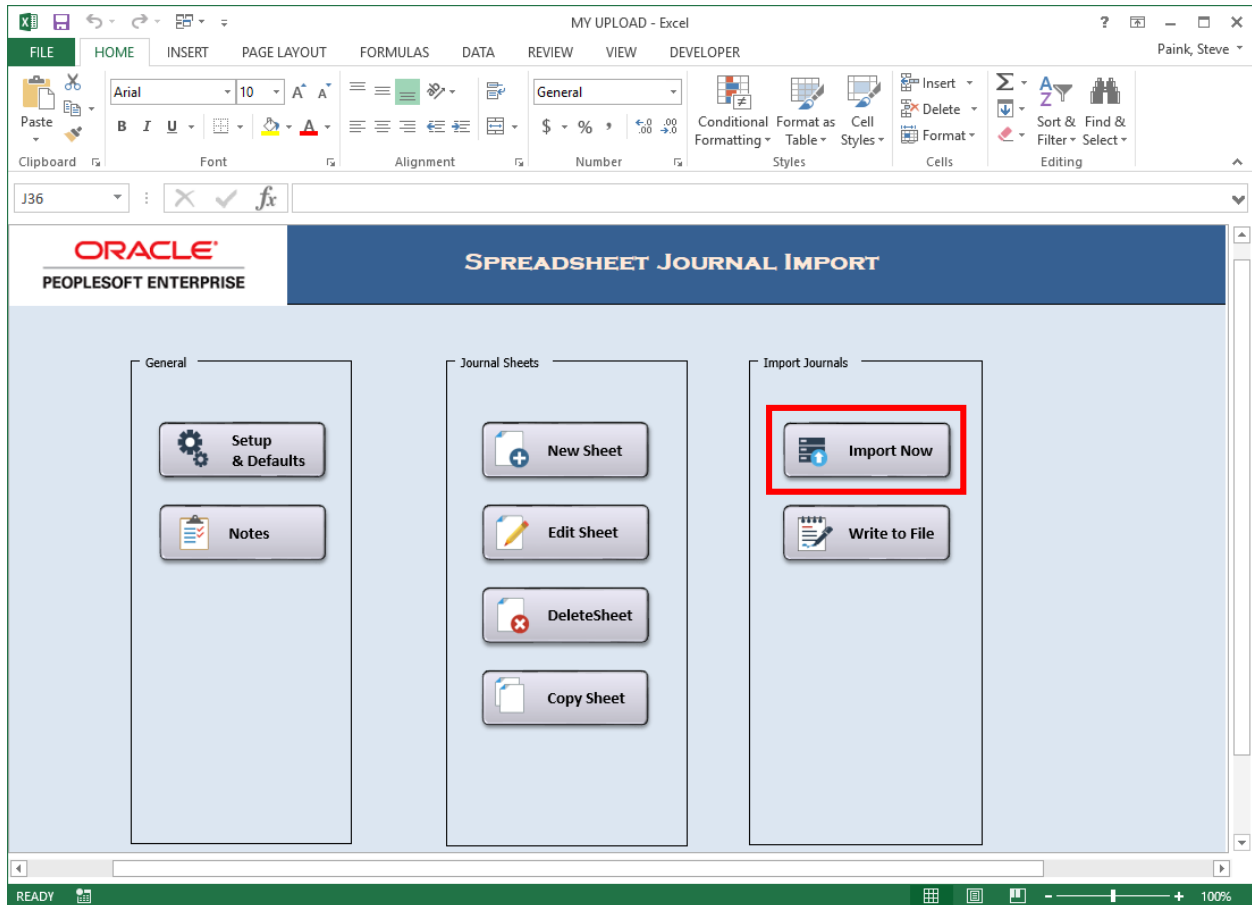 MY UPLOAD - Excel
?
FILE HOME INSERT PAGE LAYOUT FORMULAS DATA REVIEW VIEW DEVELOPER Paink, Steve
Paste
Arial 10 A A
B I U A
General
$ % , .00 .0
Conditional Formatting
Format as Table
Cell Styles
Insert
Delete
Format
Σ
A Z
Sort & Filter
Find & Select
Clipboard Font Alignment Number Styles Cells Editing
J36 fx
ORACLE®
PEOPLESOFT ENTERPRISE
SPREADSHEET JOURNAL IMPORT
General
Setup
& Defaults
Notes
Journal Sheets
New Sheet
Edit Sheet
DeleteSheet
Copy Sheet
Import Journals
Import Now
Write to File
READY 100%